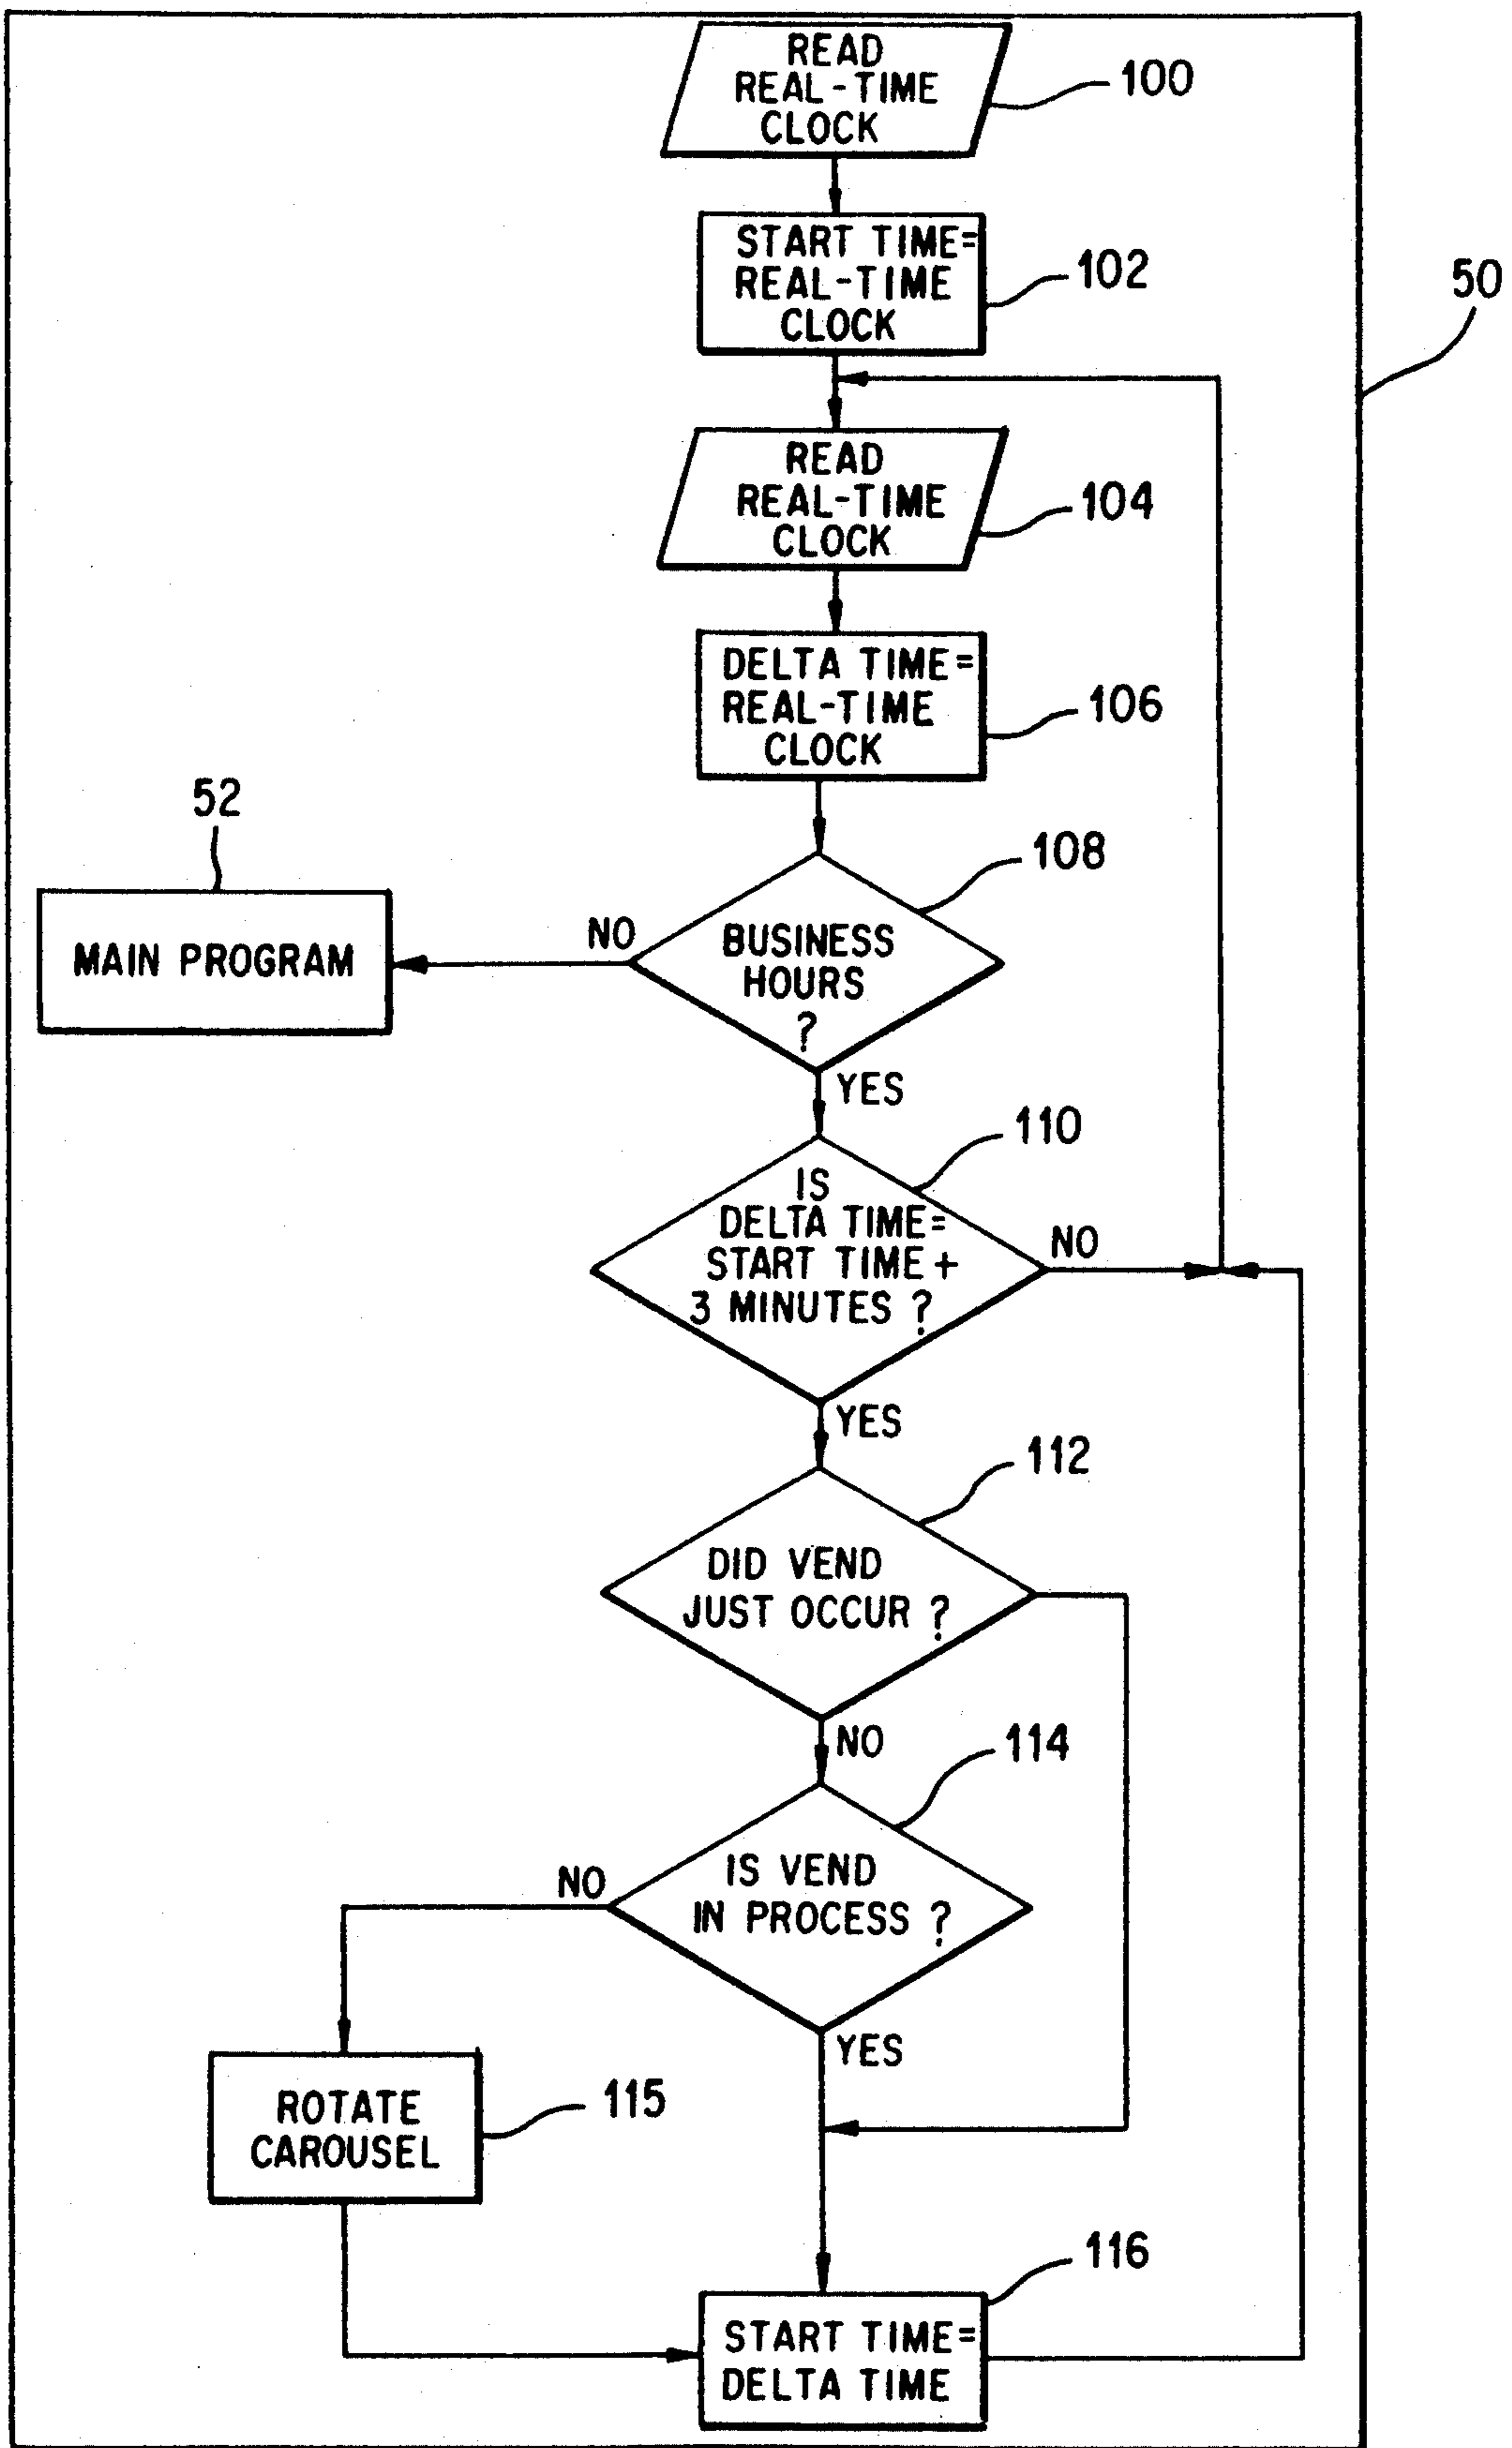 READ
REAL-TIME
CLOCK
100
START TIME=
REAL-TIME
CLOCK
102
50
READ
REAL-TIME
CLOCK
104
DELTA TIME=
REAL-TIME
CLOCK
106
52
MAIN PROGRAM
NO
BUSINESS
HOURS
?
108
YES
IS
DELTA TIME=
START TIME+
3 MINUTES ?
110
NO
YES
DID VEND
JUST OCCUR ?
112
NO
IS VEND
IN PROCESS ?
114
NO
YES
ROTATE
CAROUSEL
115
START TIME=
DELTA TIME
116